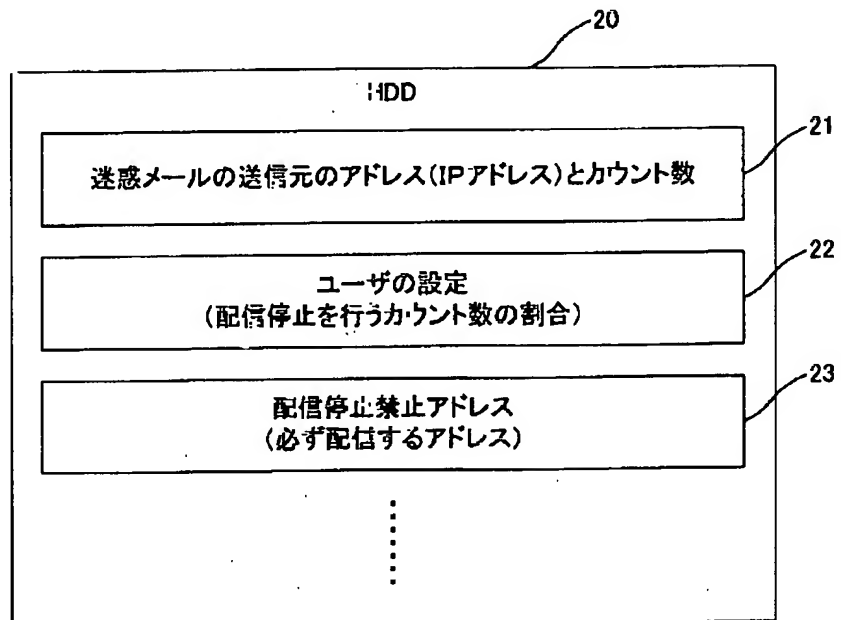 20
HDD
21
迷惑メールの送信元のアドレス(IPアドレス)とカウント数
22
ユーザの設定
(配信停止を行うカウント数の割合)
23
配信停止禁止アドレス
(必ず配信するアドレス)